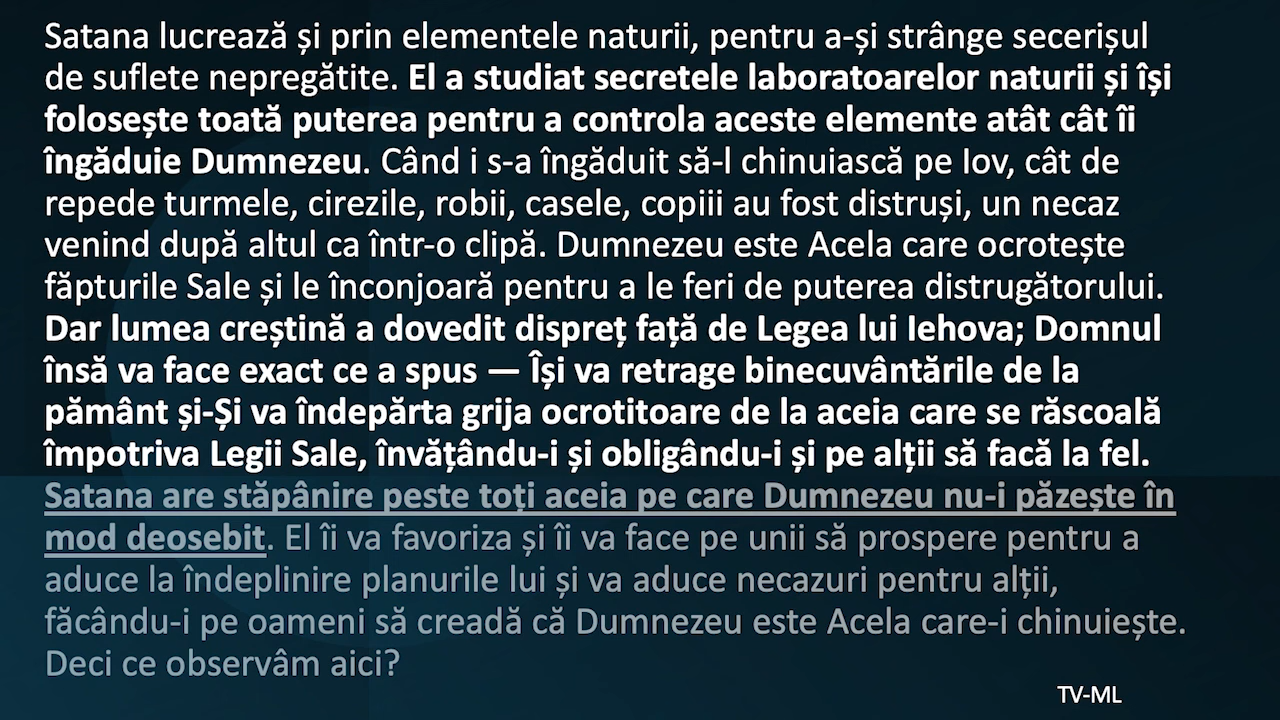 Satana lucrează și prin elementele naturii, pentru a-și strânge secerișul
de suflete nepregătite. El a studiat secretele laboratoarelor naturii și își
folosește toată puterea pentru a controla aceste elemente atât cât îi
îngăduie Dumnezeu. Când i s-a îngăduit să-l chinuiască pe Iov, cât de
repede turmele, cirezile, robii, casele, copiii au fost distruși, un necaz
venind după altul ca într-o clipă. Dumnezeu este Acela care ocrotește
făpturile Sale și le înconjoară pentru a le feri de puterea distrugătorului.
Dar lumea creștină a dovedit dispreț față de Legea lui Iehova; Domnul
însă va face exact ce a spus — Își va retrage binecuvântările de la
pământ și-Și va îndepărta grija ocrotitoare de la aceia care se răscoală
împotriva Legii Sale, învățându-i și obligându-i și pe alții să facă la fel.
Satana are stăpânire peste toți aceia pe care Dumnezeu nu-i păzește în
mod deosebit. El îi va favoriza și îi va face pe unii să prospere pentru a
aduce la îndeplinire planurile lui și va aduce necazuri pentru alții,
făcându-i pe oameni să creadă că Dumnezeu este Acela care-i chinuiește.
Deci ce observâm aici?
TV-ML